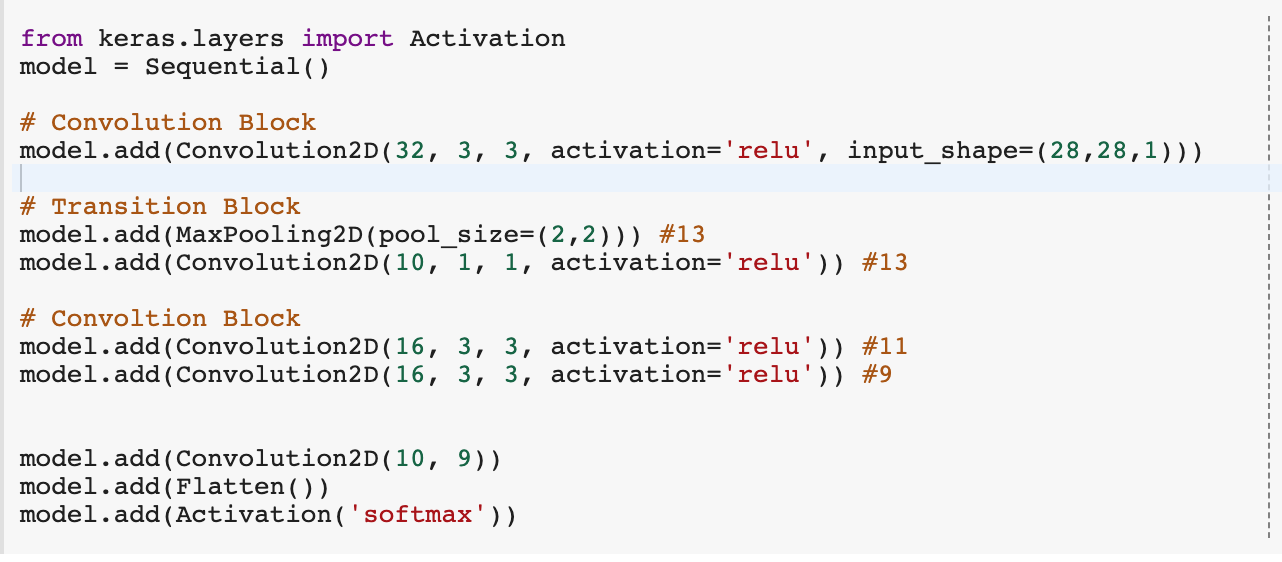 from keras.layers import Activation
model = Sequential()
# Convolution Block
model.add(Convolution2D(32, 3, 3, activation='relu', input_shape=(28,28,1)))
# Transition Block
model.add(MaxPooling2D(pool_size=(2,2))) #13
model.add(Convolution2D(10, 1, 1, activation='relu')) #13
# Convoltion Block
model.add(Convolution2D(16, 3, 3, activation='relu')) #11
model.add(Convolution2D(16, 3, 3, activation='relu')) #9
model.add(Convolution2D(10, 9))
model.add(Flatten())
model.add(Activation('softmax'))